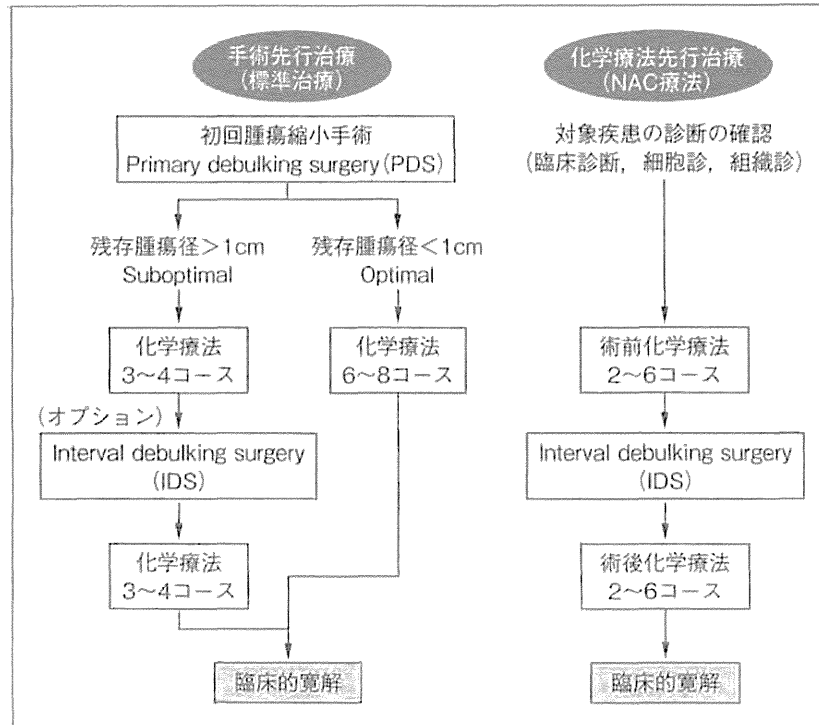 手術先行治療
(標準治療)
初回腫瘍縮小手術
Primary debulking surgery(PDS)
残存腫瘍径＞1cm
Suboptimal
残存腫瘍径＜1cm
Optimal
化学療法
3〜4コース
化学療法
6〜8コース
(オプション)
Interval debulking surgery
(IDS)
化学療法
3〜4コース
臨床的寛解
化学療法先行治療
(NAC療法)
対象疾患の診断の確認
(臨床診断，細胞診，組織診)
術前化学療法
2〜6コース
Interval debulking surgery
(IDS)
術後化学療法
2〜6コース
臨床的寛解